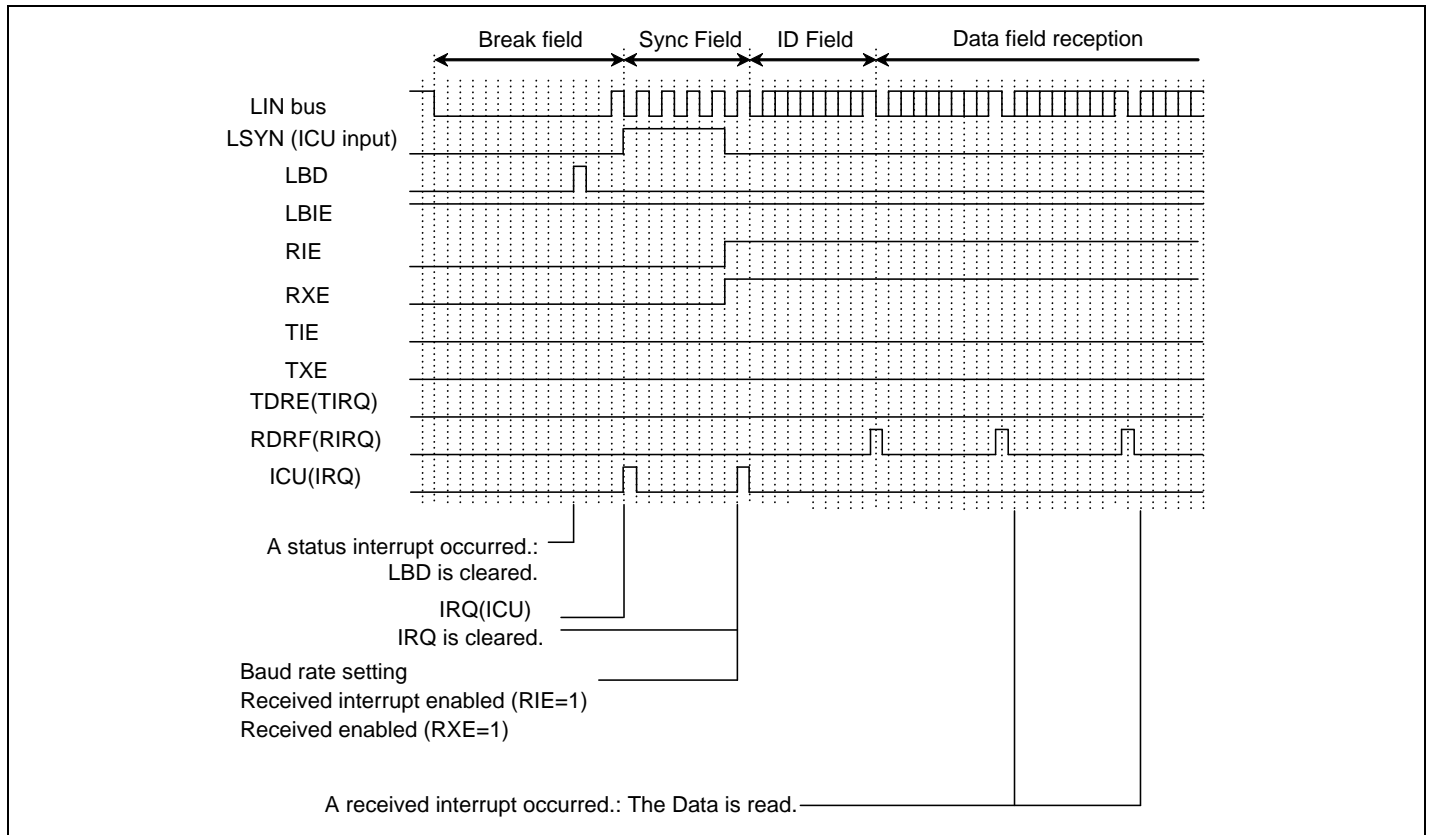 Break field Sync Field ID Field Data field reception
LIN bus
LSYN (ICU input)
LBD
LBIE
RIE
RXE
TIE
TXE
TDRE(TIRQ)
RDRF(RIRQ)
ICU(IRQ)
A status interrupt occurred.:
LBD is cleared.
IRQ(ICU)
IRQ is cleared.
Baud rate setting
Received interrupt enabled (RIE=1)
Received enabled (RXE=1)
A received interrupt occurred.: The Data is read.